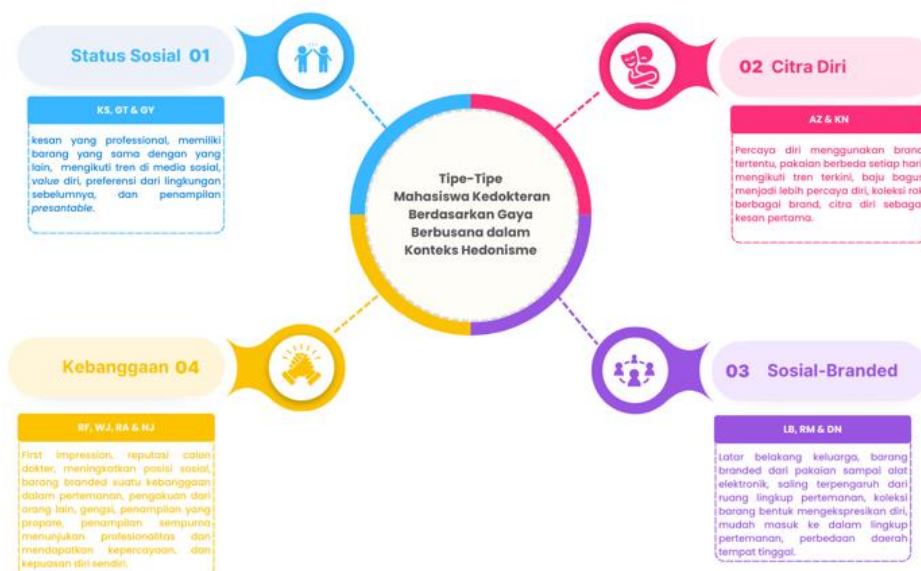 Status Sosial 01
KS, GT & GY
kesan yang professional, memiliki
barang yang sama dengan yang
lain, mengikuti tren di media sosial,
value diri, preferensi dari lingkungan
sebelumnya, dan penampilan
presantable.
02 Citra Diri
AZ & KN
Percaya diri menggunakan brand
tertentu, pakaian berbeda setiap hari
mengikuti tren terkini, baju bagus
menjadi lebih percaya diri, koleksi rok
berbagai brand, citra diri sebaga
kesan pertama.
Tipe-Tipe
Mahasiswa Kedokteran
Berdasarkan Gaya
Berbusana dalam
Konteks Hedonisme
Kebanggaan 04
RF, WJ, RA & NJ
First impression, reputasi calon
dokter, meningkatkan posisi sosial,
barang branded suatu kebanggaan
dalam pertemanan, pengakuan dari
orang lain, gengsi, penampilan yang
prapare, penampilan sempurna
menunjukan profesionalitas dan
mendapatkan kepercayaan, dan
kepuasan diri sendiri.
03 Sosial-Branded
LB, RM & DN
Latar belakang keluarga, barang
branded dari pakaian sampai alat
elektronik, saling terpengaruh dari
ruang lingkup pertemanan, koleksi
barang bentuk mengekspresikan diri,
mudah masuk ke dalam lingkup
pertemanan, perbedaan daerah
tempat tinggal.